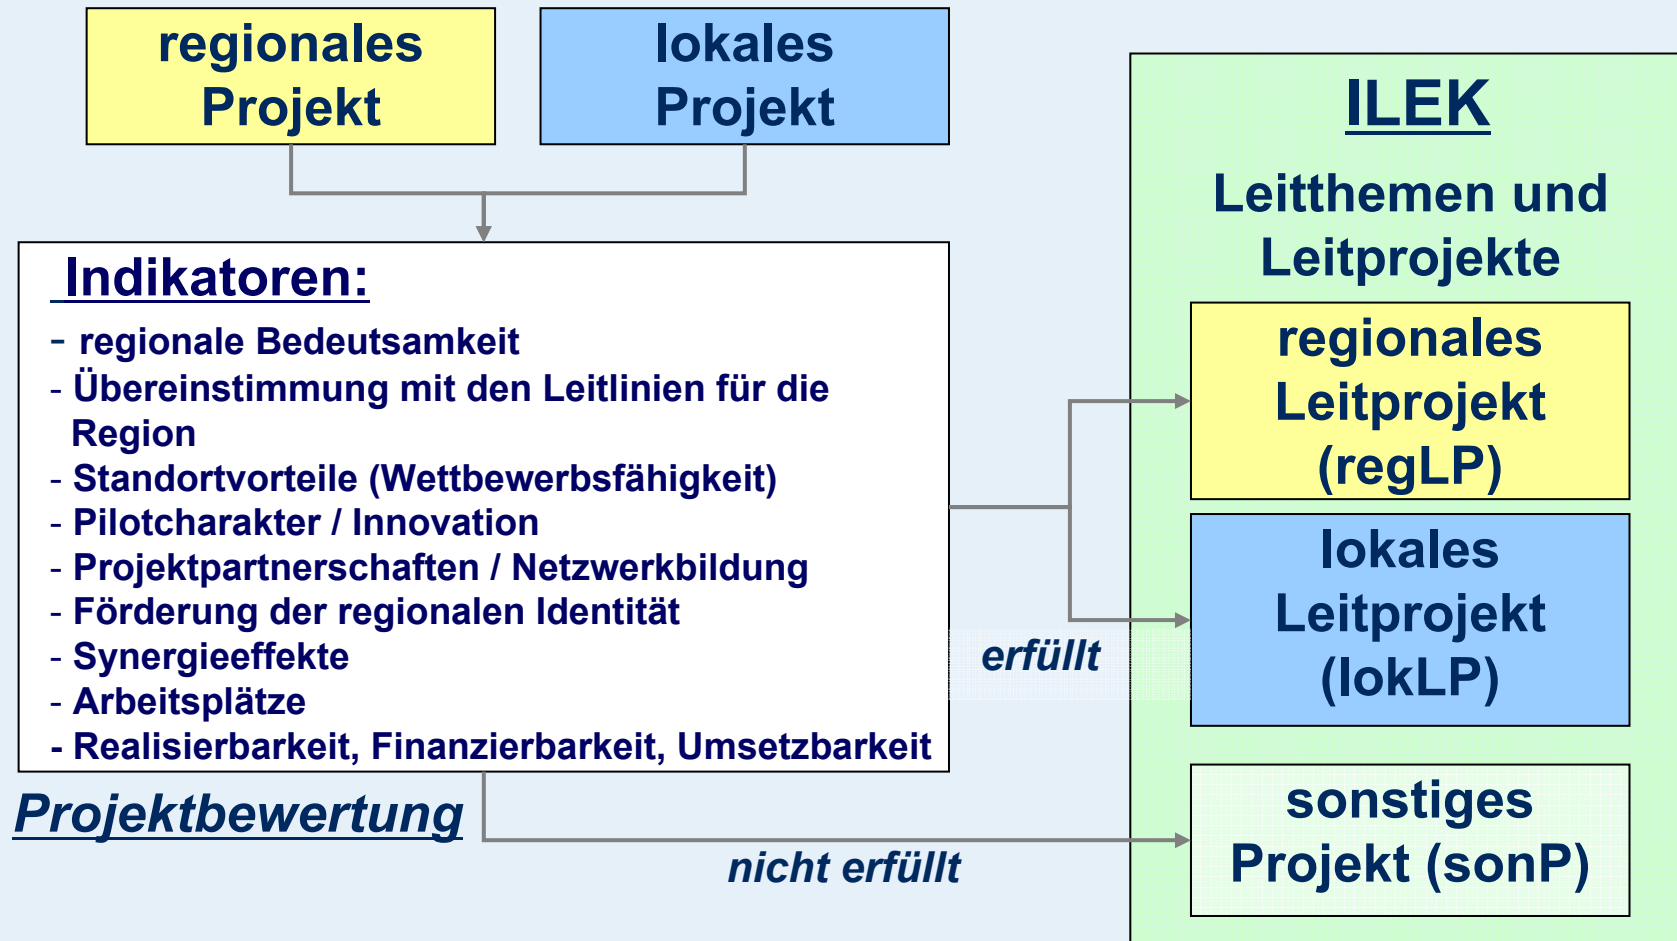 regionales
Projekt
lokales
Projekt
Indikatoren:
- regionale Bedeutsamkeit
- Übereinstimmung mit den Leitlinien für die
Region
- Standortvorteile (Wettbewerbsfähigkeit)
- Pilotcharakter / Innovation
- Projektpartnerschaften / Netzwerkbildung
- Förderung der regionalen Identität
- Synergieeffekte
- Arbeitsplätze
- Realisierbarkeit, Finanzierbarkeit, Umsetzbarkeit
Projektbewertung
erfüllt
nicht erfüllt
ILEK
Leitthemen und
Leitprojekte
regionales
Leitprojekt
(regLP)
lokales
Leitprojekt
(lokLP)
sonstiges
Projekt (sonP)